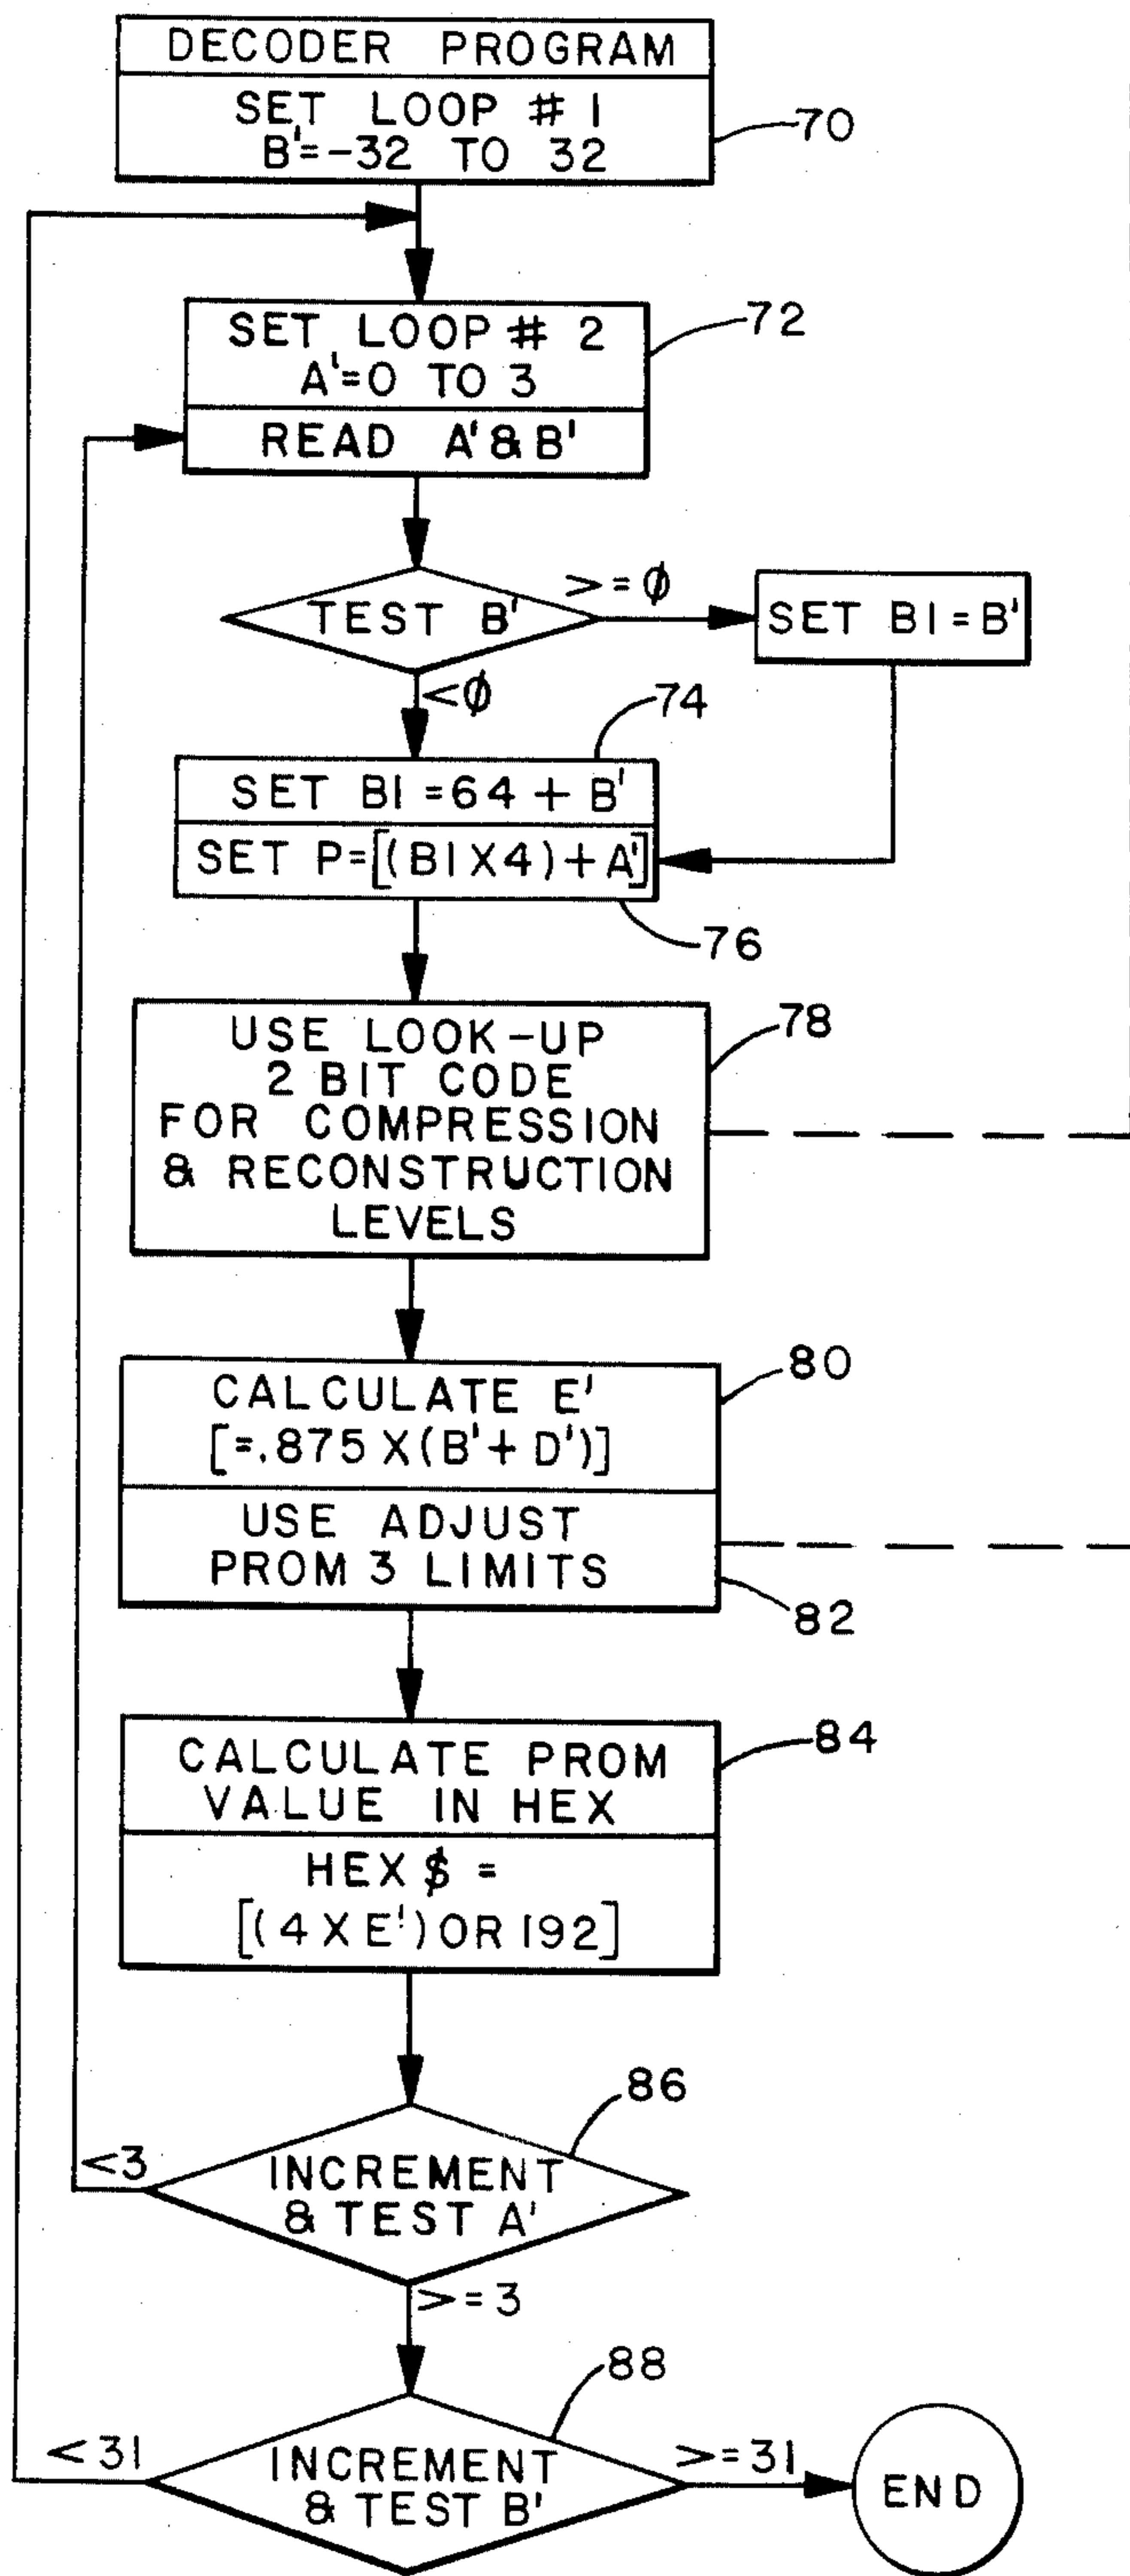 DECODER PROGRAM
SET LOOP # 1
B'=-32 TO 32
70
SET LOOP # 2
A'=0 TO 3
72
READ A'&B'
TEST B'
>=∅
SET B1=B'
<∅
74
SET B1=64 + B'
SET P=[(B1X4)+A']
76
USE LOOK-UP
2 BIT CODE
FOR COMPRESSION
& RECONSTRUCTION
LEVELS
78
CALCULATE E'
[=.875X(B'+D')]
80
USE ADJUST
PROM 3 LIMITS
82
CALCULATE PROM
VALUE IN HEX
84
HEX $ =
[(4XE')OR 192]
86
INCREMENT
& TEST A'
<3
>=3
88
INCREMENT
& TEST B'
<31
>=31
END